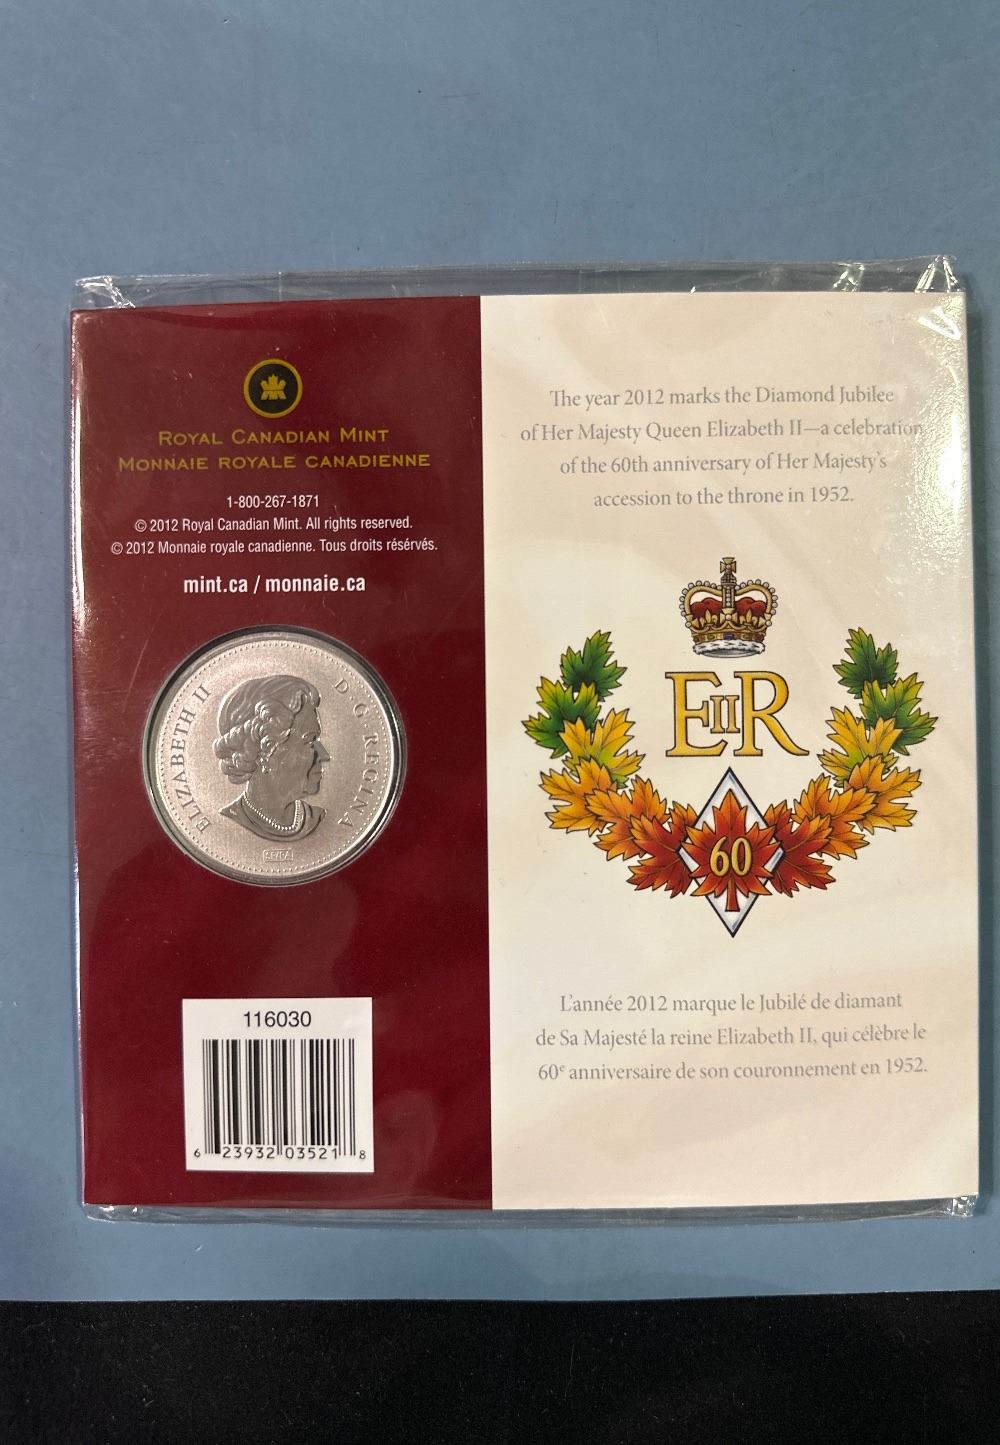 ROYAL CANADIAN MINT
MONNAIE ROYALE CANADIENNE
1-800-267-1871
© 2012 Royal Canadian Mint. All rights reserved.
© 2012 Monnaie royale canadienne. Tous droits résérvés.
mint.ca / monnaie.ca
ELIZABETH II D·G·REGINA
116030
6 23932 03521 8
The year 2012 marks the Diamond Jubilee
of Her Majesty Queen Elizabeth II—a celebration
of the 60th anniversary of Her Majesty's
accession to the throne in 1952.
EIIR
60
L'année 2012 marque le Jubilé de diamant
de Sa Majesté la reine Elizabeth II, qui célèbre le
60e anniversaire de son couronnement en 1952.